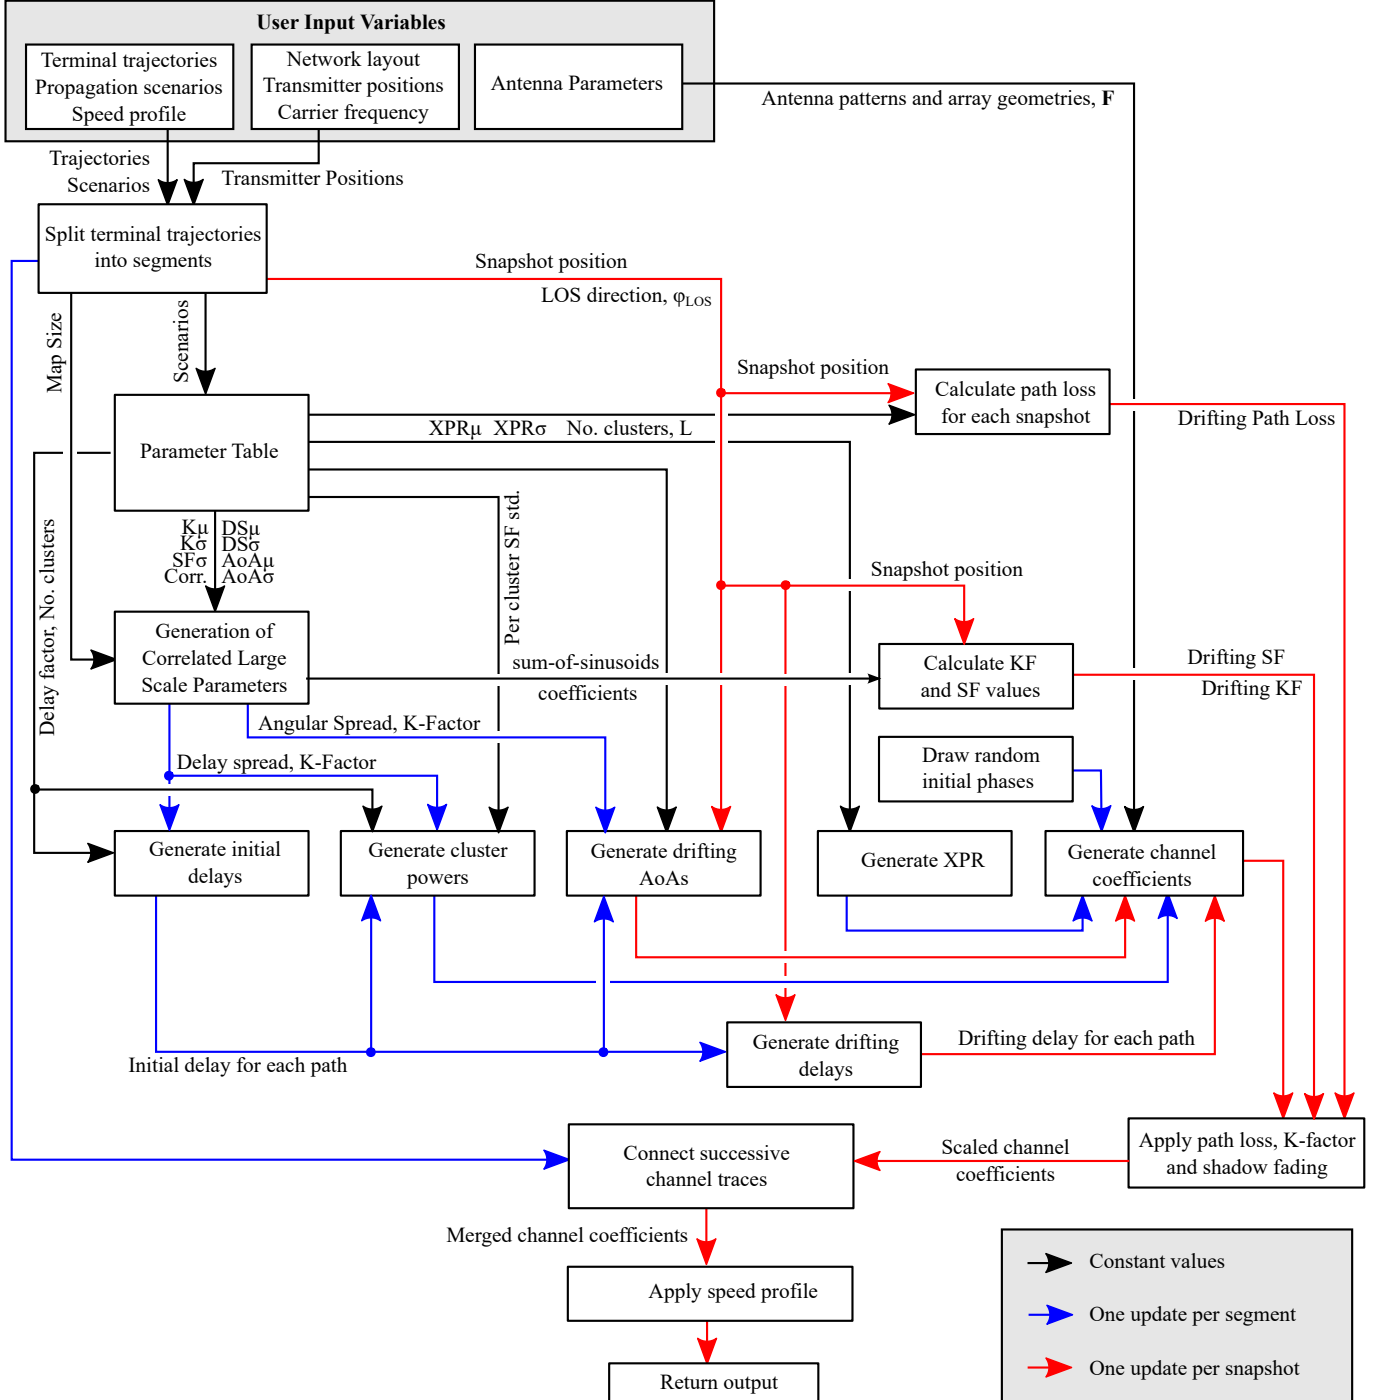 User Input Variables
Terminal trajectories
Propagation scenarios
Speed profile
Network layout
Transmitter positions
Carrier frequency
Antenna Parameters
Antenna patterns and array geometries, F
Trajectories
Scenarios
Transmitter Positions
Split terminal trajectories
into segments
Snapshot position
LOS direction, φLOS
Map Size
Scenarios
Snapshot position
Calculate path loss
for each snapshot
Drifting Path Loss
Parameter Table
XPRμ XPRσ No. clusters, L
Kμ DSμ
Kσ DSσ
SFσ AoAμ
Corr. AoAσ
Per cluster SF std.
Delay factor, No. clusters
Snapshot position
Generation of
Correlated Large
Scale Parameters
sum-of-sinusoids
coefficients
Calculate KF
and SF values
Drifting SF
Drifting KF
Angular Spread, K-Factor
Delay spread, K-Factor
Draw random
initial phases
Generate initial
delays
Generate cluster
powers
Generate drifting
AoAs
Generate XPR
Generate channel
coefficients
Initial delay for each path
Generate drifting
delays
Drifting delay for each path
Connect successive
channel traces
Scaled channel
coefficients
Apply path loss, K-factor
and shadow fading
Merged channel coefficients
Apply speed profile
Return output
Constant values
One update per segment
One update per snapshot